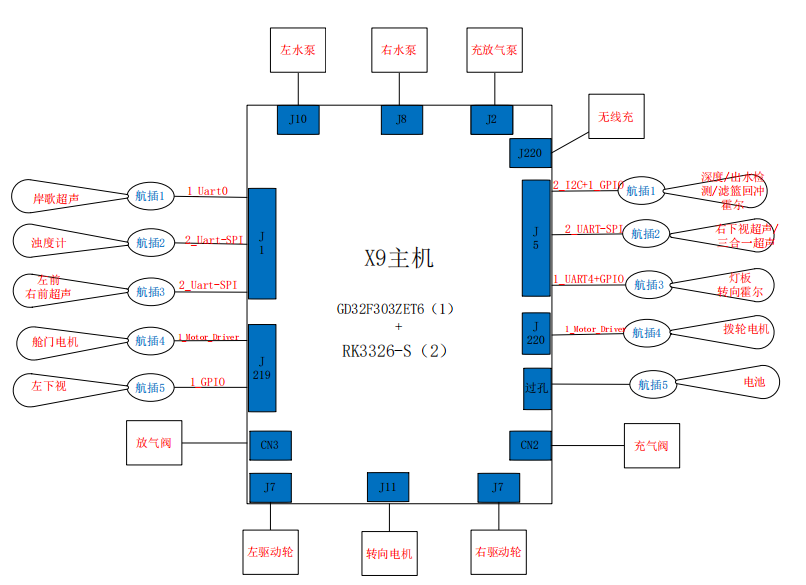 左水泵
右水泵
充放气泵
J10
J8
J2
无线充
J220
岸歌超声
航插1
1_Uart0
2_I2C+1_GPIO
航插1
深度/出水检
测/滤篮回冲
霍尔
浊度计
航插2
2_Uart-SPI
J
1
J
5
2_UART-SPI
航插2
右下视超声/
三合一超声
左前
右前超声
航插3
2_Uart-SPI
X9主机
1_UART4+GPIO
航插3
灯板
转向霍尔
GD32F303ZET6（1）
+
RK3326-S（2）
舱门电机
航插4
1_Motor_Driver
J
219
J
220
1_Motor_Driver
航插4
拨轮电机
左下视
航插5
1_GPIO
过孔
航插5
电池
放气阀
CN3
CN2
充气阀
J7
J11
J7
左驱动轮
转向电机
右驱动轮